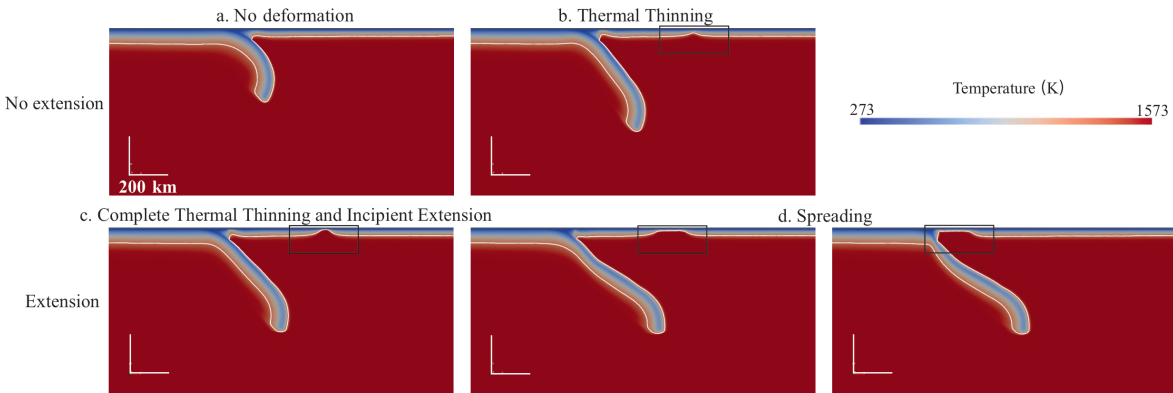 a. No deformation
b. Thermal Thinning
No extension
Temperature (K)
273
1573
200 km
c. Complete Thermal Thinning and Incipient Extension
d. Spreading
Extension